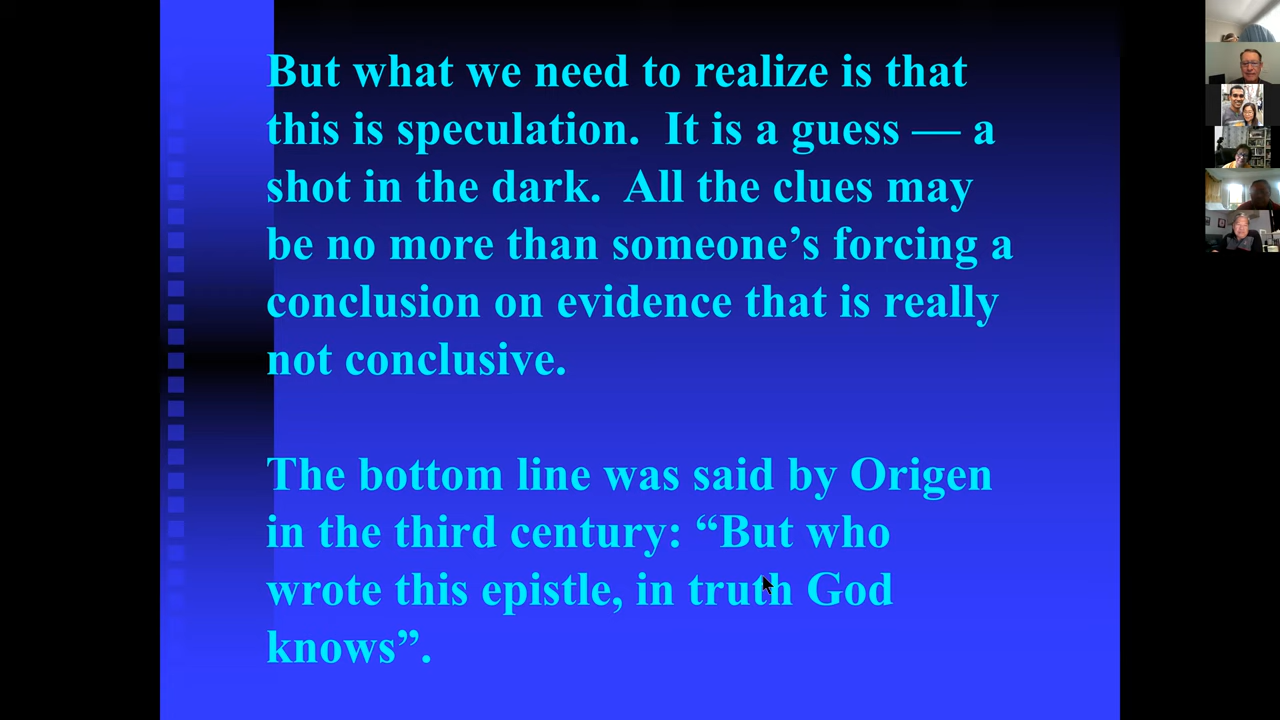 But what we need to realize is that
this is speculation.  It is a guess — a
shot in the dark.  All the clues may
be no more than someone’s forcing a
conclusion on evidence that is really
not conclusive.
The bottom line was said by Origen
in the third century: “But who
wrote this epistle, in truth God
knows”.